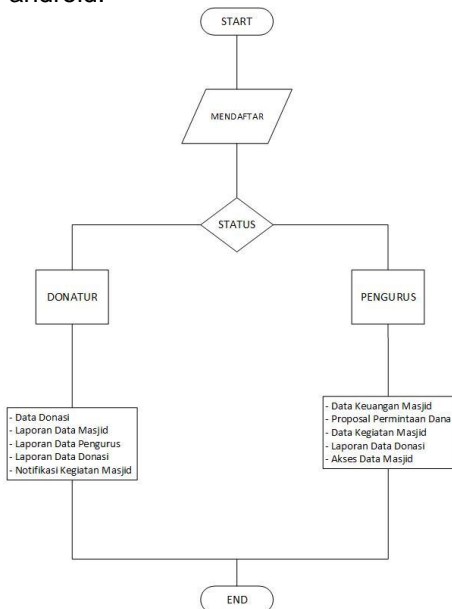 android.
START
MENDAFTAR
STATUS
DONATUR
PENGURUS
- Data Donasi
- Laporan Data Masjid
- Laporan Data Pengurus
- Laporan Data Donasi
- Notifikasi Kegiatan Masjid
- Data Keuangan Masjid
- Proposal Permintaan Dana
- Data Kegiatan Masjid
- Laporan Data Donasi
- Akses Data Masjid
END